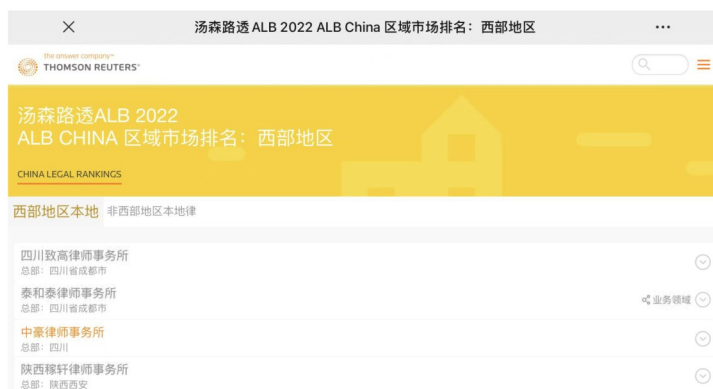 汤森路透 ALB 2022 ALB China 区域市场排名：西部地区
the answer company™
THOMSON REUTERS®
汤森路透ALB 2022
ALB CHINA 区域市场排名：西部地区
CHINA LEGAL RANKINGS
西部地区本地 非西部地区本地律
四川致高律师事务所
总部：四川省成都市
泰和泰律师事务所
总部：四川省成都市
业务领域
中豪律师事务所
总部：四川
陕西稼轩律师事务所
总部：陕西西安